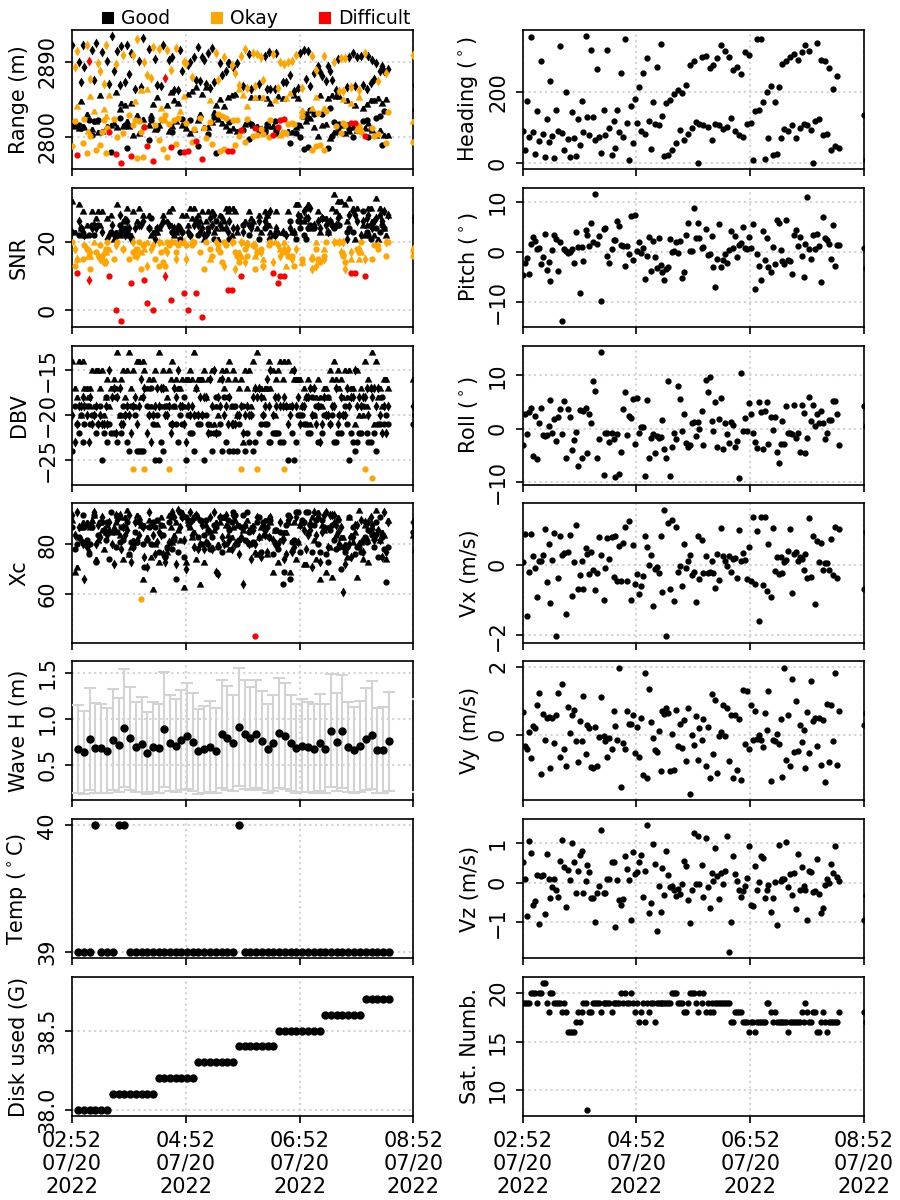 Good Okay Difficult
Range (m)
2890
2800
Heading (°)
200
0
SNR
20
0
Pitch (°)
10
0
−10
DBV
−15
−20
−25
Roll (°)
10
0
−10
Xc
80
60
Vx (m/s)
0
−2
Wave H (m)
1.5
1.0
0.5
Vy (m/s)
2
0
Temp (°C)
40
39
Vz (m/s)
1
0
−1
Disk used (G)
38.5
38.0
Sat. Numb.
20
15
10
02:52 04:52 06:52 08:52 02:52 04:52 06:52 08:52
07/20 07/20 07/20 07/20 07/20 07/20 07/20 07/20
2022 2022 2022 2022 2022 2022 2022 2022